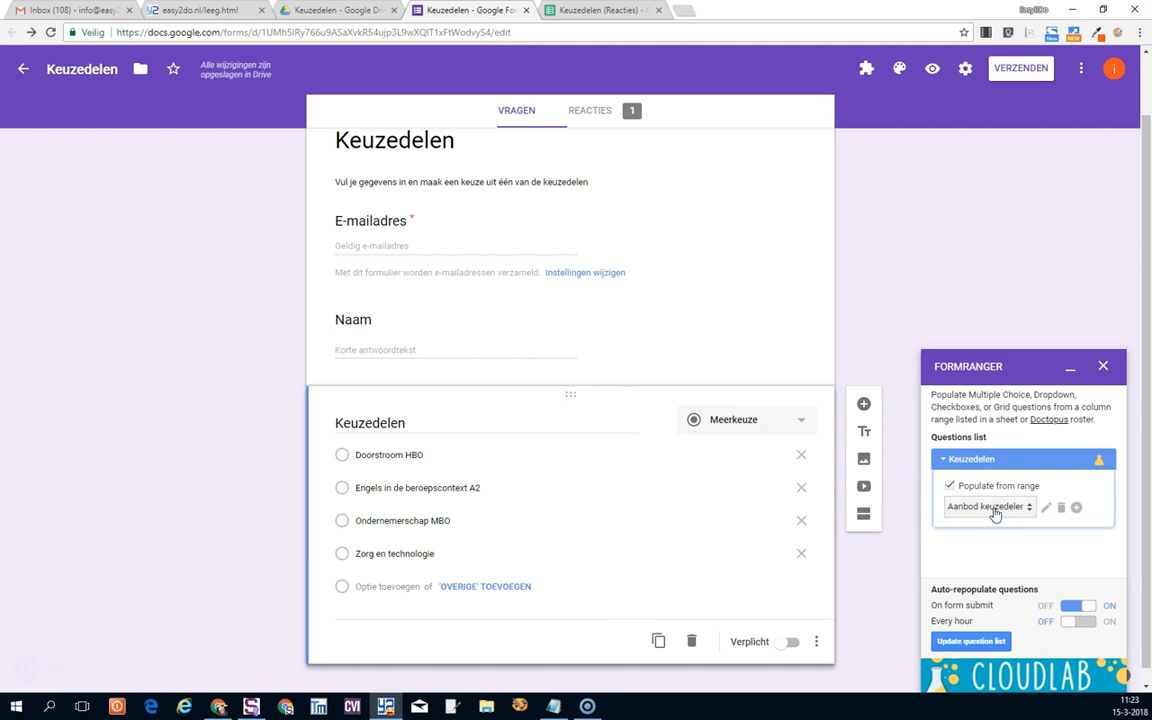 Inbox (108) - info@easy2
easy2do.nl/leeg.html
Keuzedelen - Google Dri
Keuzedelen - Google Fo
Keuzedelen (Reacties) - G
Easy2Do
Veilig
https://docs.google.com/forms/d/1UMh5IRy766u9ASaXvkR54ujp3L9wXQIT1xFtWodvyS4/edit
Keuzedelen
Alle wijzigingen zijn
opgeslagen in Drive
VERZENDEN
i
VRAGEN
REACTIES
1
Keuzedelen
Vul je gegevens in en maak een keuze uit één van de keuzedelen
E-mailadres *
Geldig e-mailadres
Met dit formulier worden e-mailadressen verzameld. Instellingen wijzigen
Naam
Korte antwoordtekst
Keuzedelen
Meerkeuze
Doorstroom HBO
Engels in de beroepscontext A2
Ondernemerschap MBO
Zorg en technologie
Optie toevoegen of 'OVERIGE' TOEVOEGEN
Verplicht
FORMRANGER
Populate Multiple Choice, Dropdown,
Checkboxes, or Grid questions from a column
range listed in a sheet or Doctopus roster.
Questions list
Keuzedelen
Populate from range
Aanbod keuzedeler
Auto-repopulate questions
On form submit OFF ON
Every hour OFF ON
Update question list
CLOUDLAB
11:23
15-3-2018